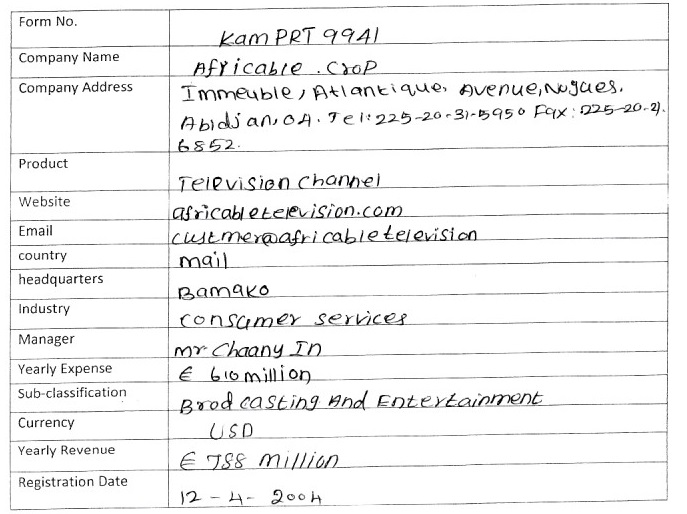 Form No.
Kam PRT 9941
Company Name
Africable . CroP
Company Address
Immeuble, Atlantique, Avenue, Nogues.
Abidjan, 04. Tel: 225-20-31-5950 Fax: 225-20-21.
6852.
Product
Television Channel
Website
africabletelevision.com
Email
custmer@africabletelevision
country
mail
headquarters
Bamako
Industry
consumer services
Manager
mr Chaany In
Yearly Expense
€ 610 million
Sub-classification
Brod casting And Entertainment
Currency
USD
Yearly Revenue
€ 788 million
Registration Date
12 - 4 - 2004